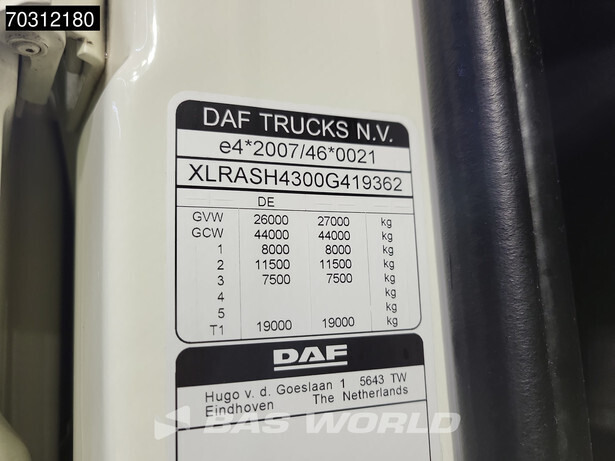 70312180
DAF TRUCKS N.V.
e4*2007/46*0021
XLRASH4300G419362
DE
GVW 26000 27000 kg
GCW 44000 44000 kg
1 8000 8000 kg
2 11500 11500 kg
3 7500 7500 kg
4 kg
5 kg
T1 19000 19000 kg
DAF
Hugo v. d. Goeslaan 1 5643 TW
Eindhoven The Netherlands
BAS WORLD